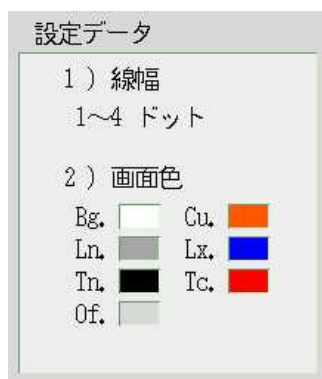 設定データ
1）線幅
1～4 ドット
2）画面色
Bg. Cu.
Ln. Lx.
Tn. Tc.
Of.